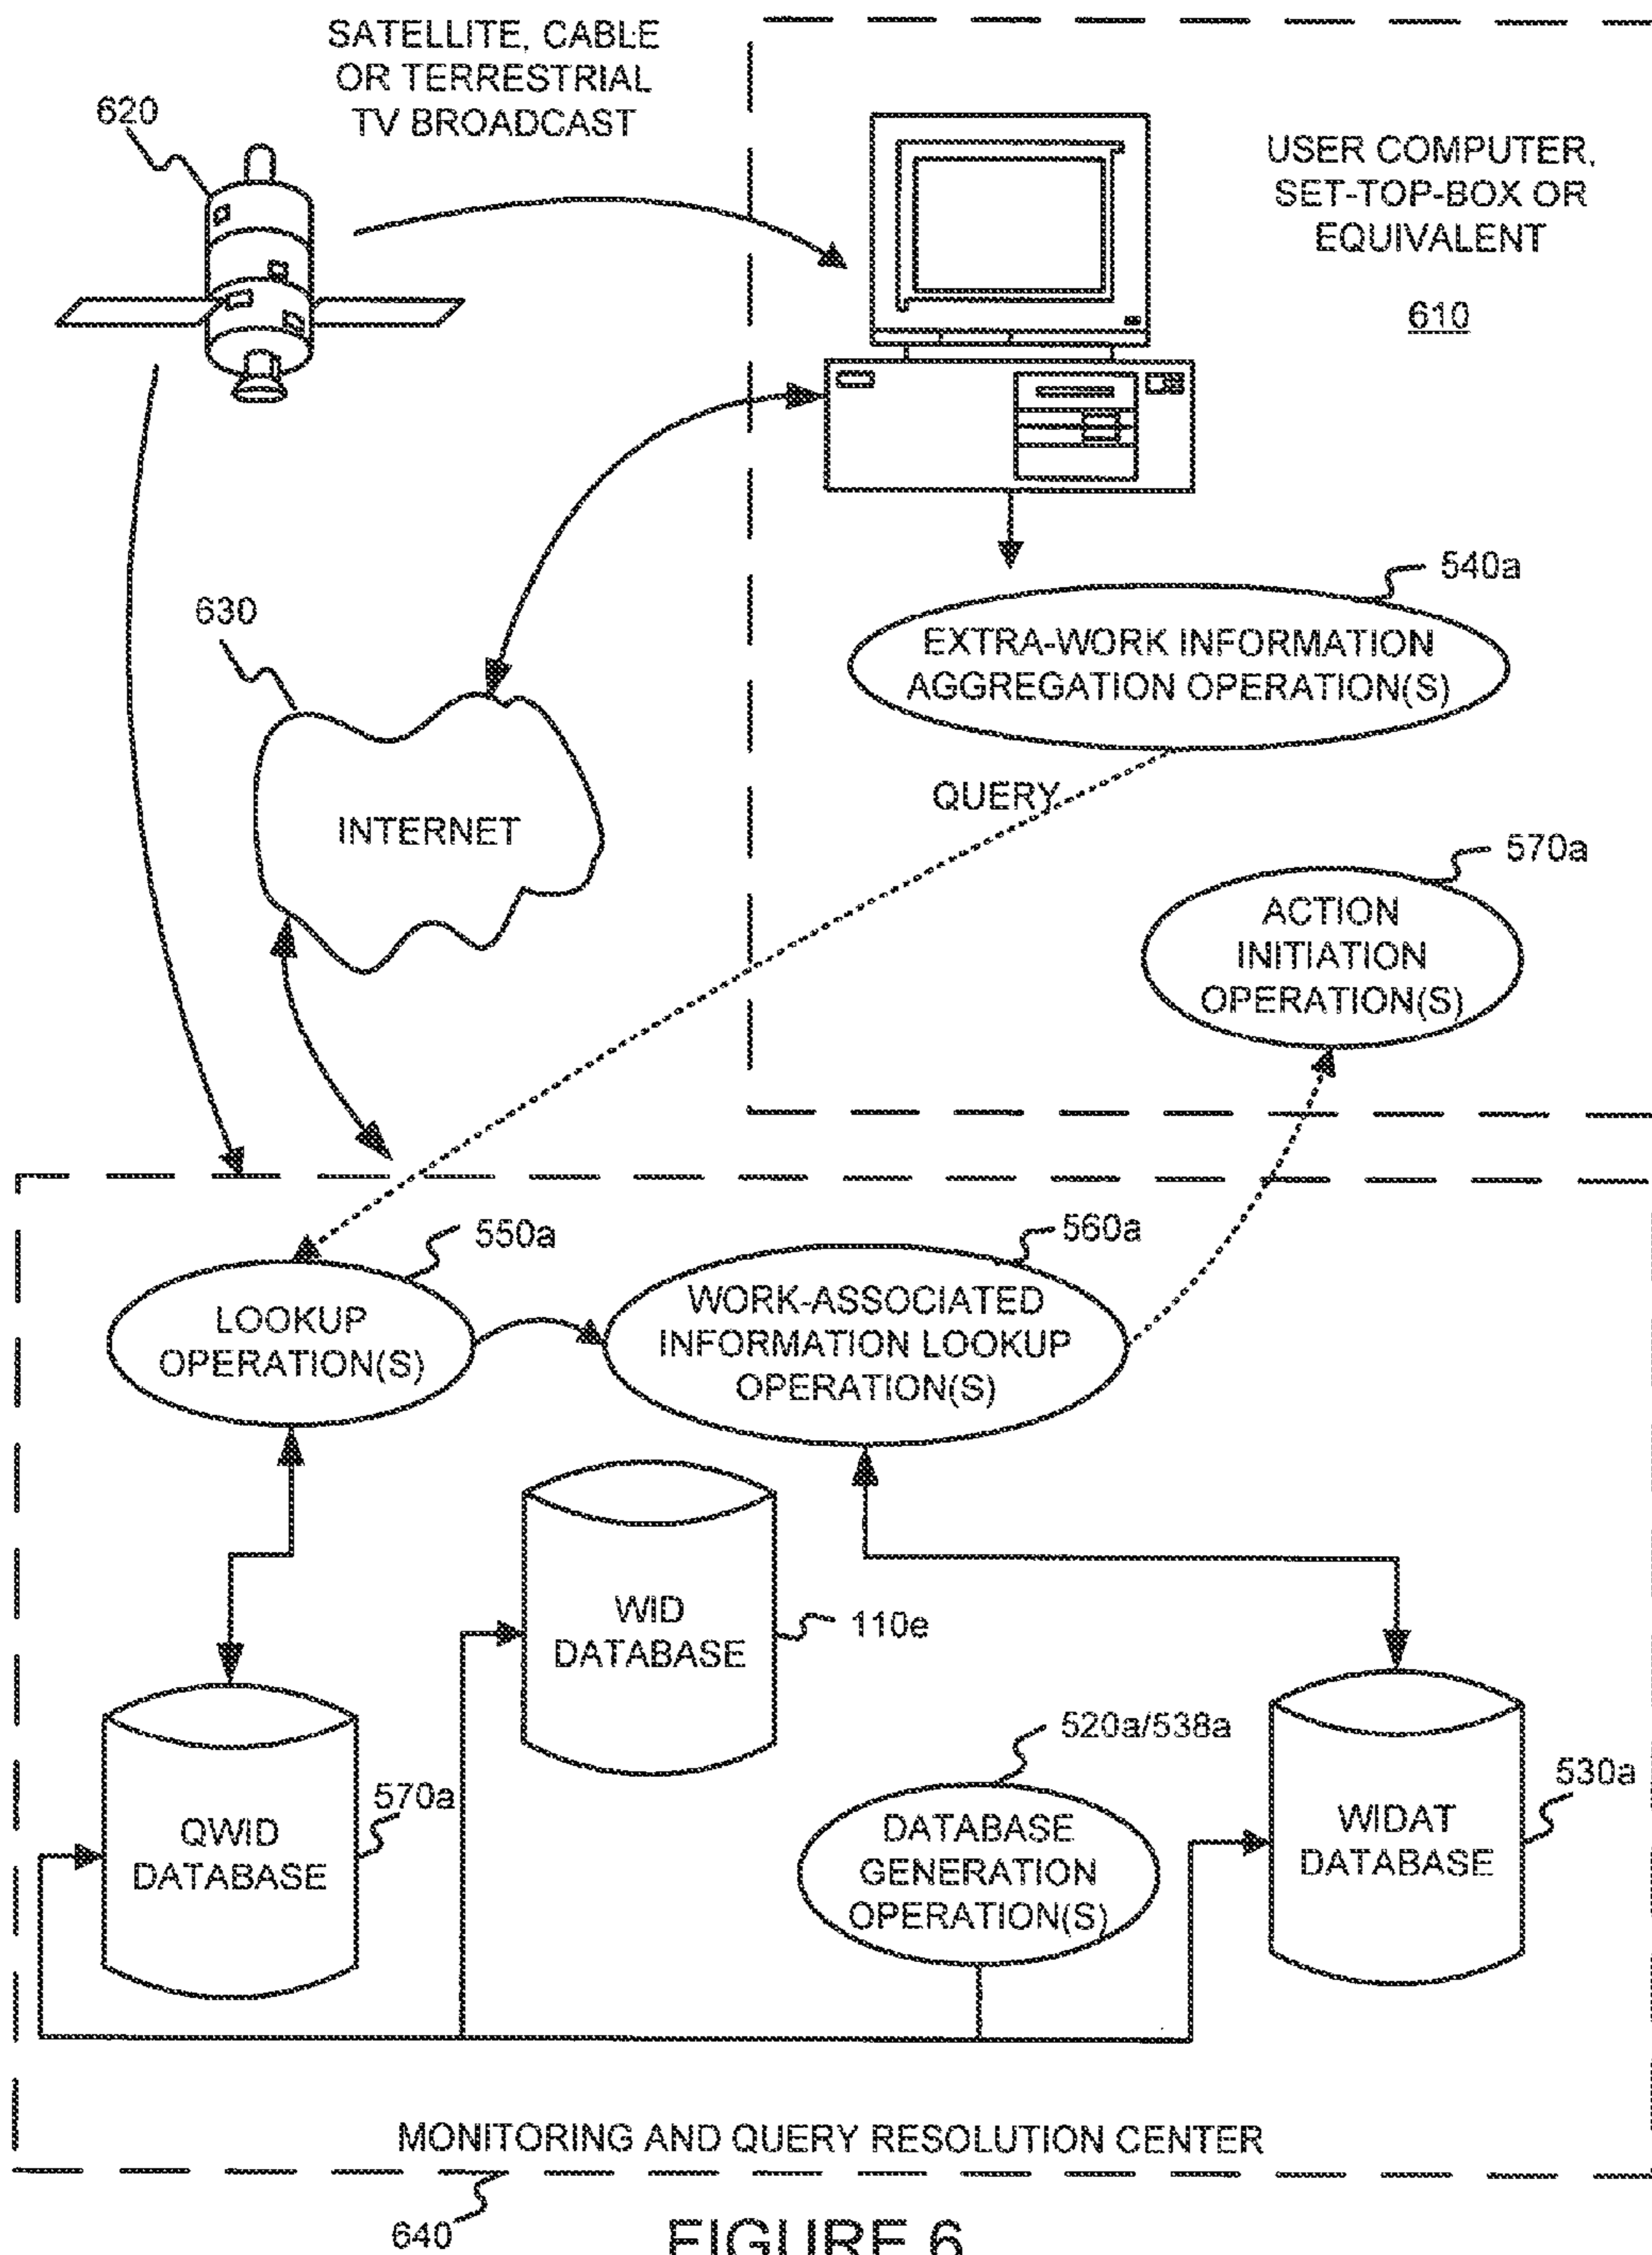 SATELLITE, CABLE
OR TERRESTRIAL
TV BROADCAST
620
USER COMPUTER,
SET-TOP-BOX OR
EQUIVALENT
610
540a
EXTRA-WORK INFORMATION
AGGREGATION OPERATION(S)
630
INTERNET
QUERY
570a
ACTION
INITIATION
OPERATION(S)
550a
LOOKUP
OPERATION(S)
560a
WORK-ASSOCIATED
INFORMATION LOOKUP
OPERATION(S)
WID
DATABASE
110e
520a/538a
DATABASE
GENERATION
OPERATION(S)
QWID
DATABASE
570a
WIDAT
DATABASE
530a
MONITORING AND QUERY RESOLUTION CENTER
640
FIGURE 6